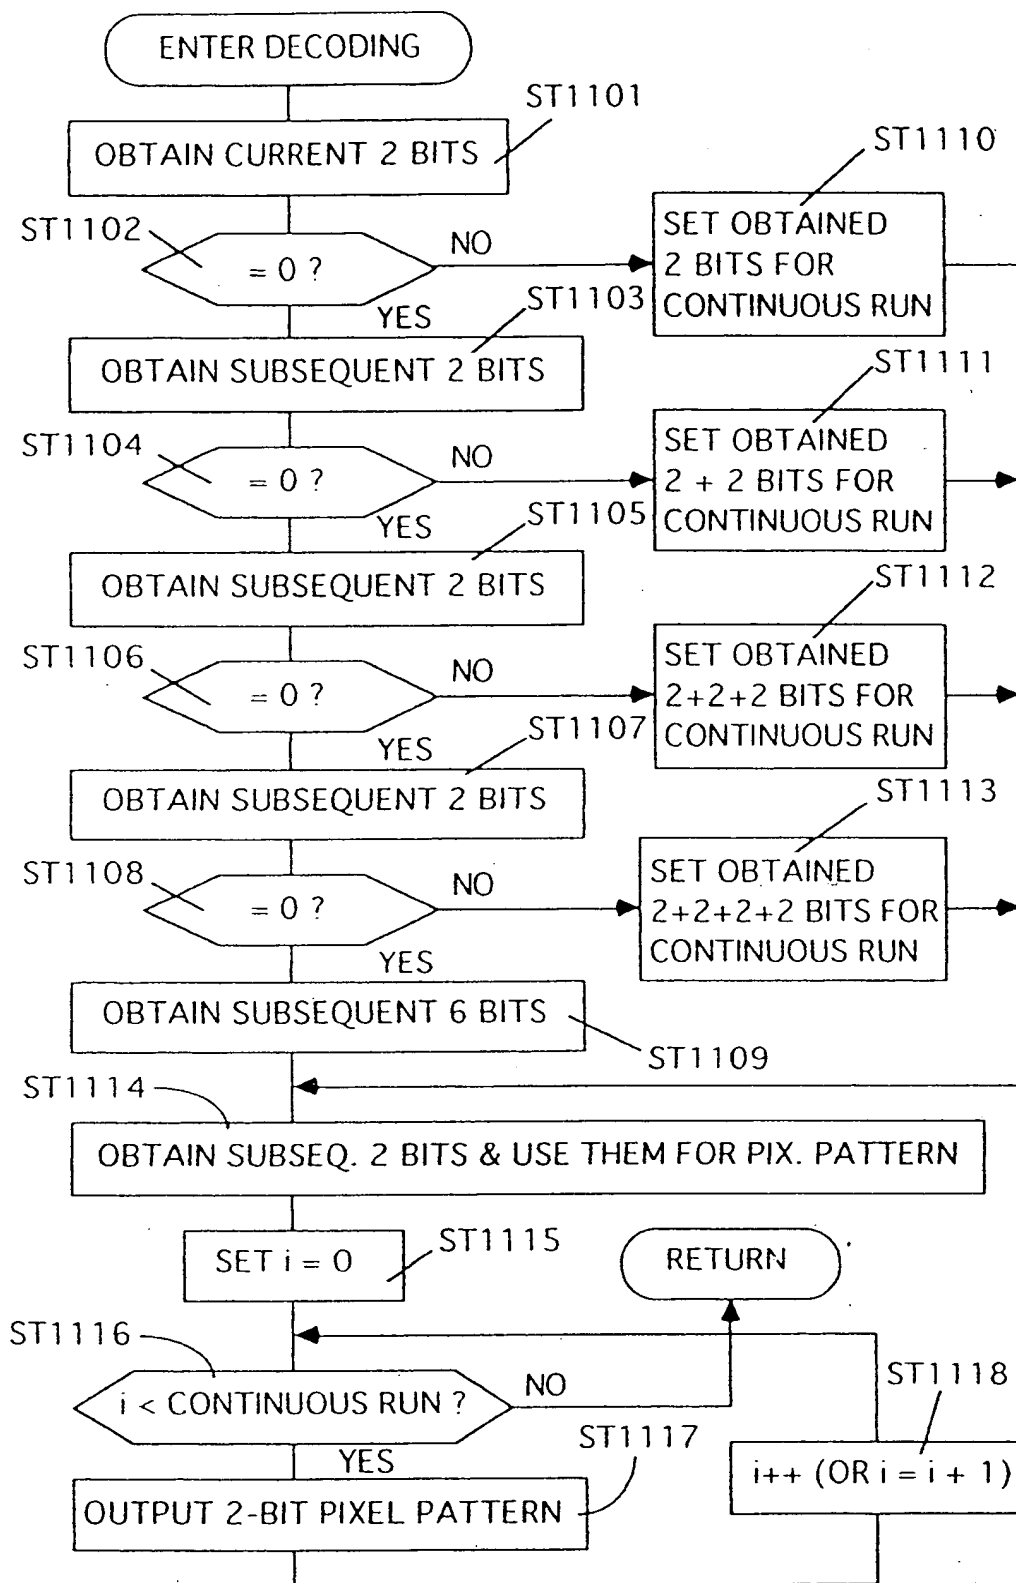 ENTER DECODING
ST1101
OBTAIN CURRENT 2 BITS
ST1110
ST1102
= 0 ?
NO
SET OBTAINED
2 BITS FOR
CONTINUOUS RUN
YES
ST1103
OBTAIN SUBSEQUENT 2 BITS
ST1111
ST1104
= 0 ?
NO
SET OBTAINED
2 + 2 BITS FOR
CONTINUOUS RUN
YES
ST1105
OBTAIN SUBSEQUENT 2 BITS
ST1112
ST1106
= 0 ?
NO
SET OBTAINED
2+2+2 BITS FOR
CONTINUOUS RUN
YES
ST1107
OBTAIN SUBSEQUENT 2 BITS
ST1113
ST1108
= 0 ?
NO
SET OBTAINED
2+2+2+2 BITS FOR
CONTINUOUS RUN
YES
OBTAIN SUBSEQUENT 6 BITS
ST1109
ST1114
OBTAIN SUBSEQ. 2 BITS & USE THEM FOR PIX. PATTERN
SET i = 0
ST1115
RETURN
ST1116
i < CONTINUOUS RUN ?
NO
ST1118
YES
ST1117
i++ (OR i = i + 1)
OUTPUT 2-BIT PIXEL PATTERN